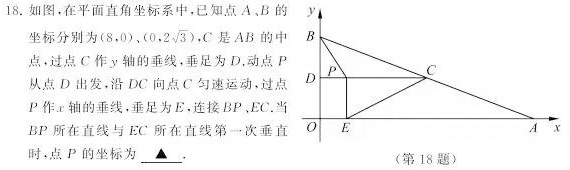 18. 如图,在平面直角坐标系中,已知点 A、B 的
坐标分别为(8,0)、(0,2√3),C 是 AB 的中
点,过点 C 作 y 轴的垂线,垂足为 D.动点 P
从点 D 出发,沿 DC 向点 C 匀速运动,过点
P 作 x 轴的垂线,垂足为 E,连接 BP、EC.当
BP 所在直线与 EC 所在直线第一次垂直
时,点 P 的坐标为 ▲ .
y
B
D P C
O E A x
(第 18 题)